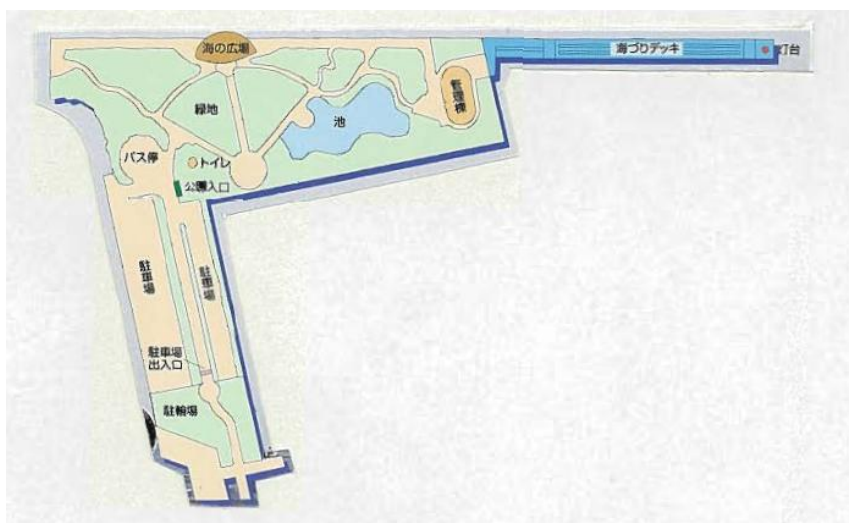 海の広場
海づりデッキ
灯台
管理棟
緑地
池
バス停
トイレ
公園入口
駐車場
駐車場
駐車場
出入口
駐輪場